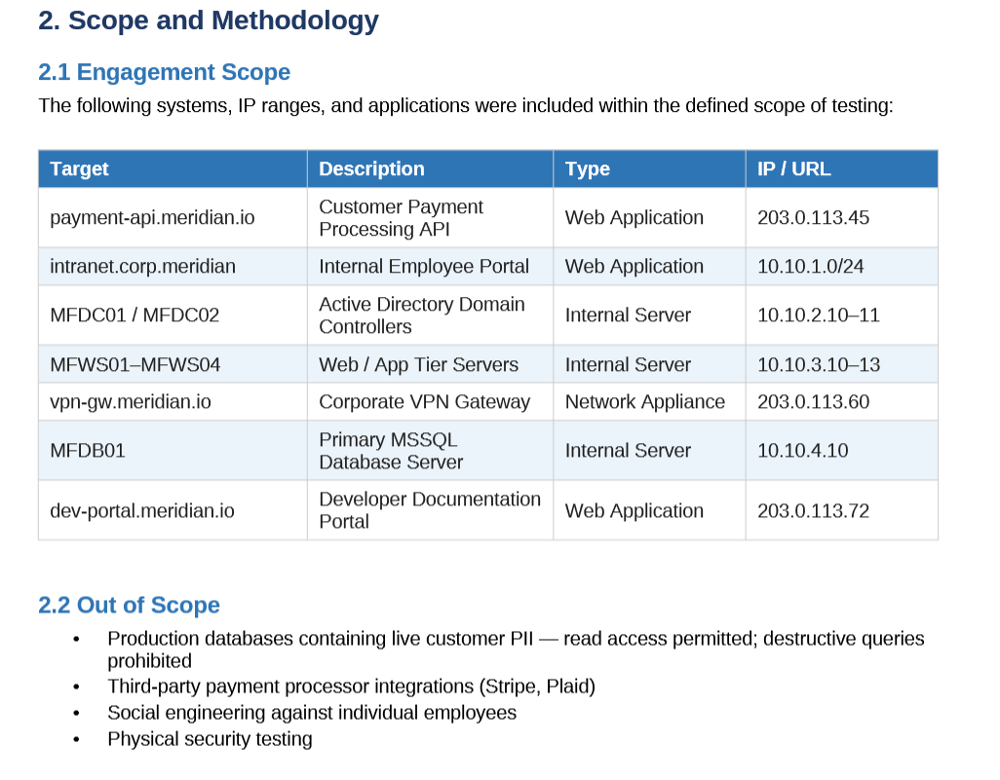 2. Scope and Methodology
2.1 Engagement Scope
The following systems, IP ranges, and applications were included within the defined scope of testing:
Target Description Type IP / URL
payment-api.meridian.io Customer Payment Processing API Web Application 203.0.113.45
intranet.corp.meridian Internal Employee Portal Web Application 10.10.1.0/24
MFDC01 / MFDC02 Active Directory Domain Controllers Internal Server 10.10.2.10–11
MFWS01–MFWS04 Web / App Tier Servers Internal Server 10.10.3.10–13
vpn-gw.meridian.io Corporate VPN Gateway Network Appliance 203.0.113.60
MFDB01 Primary MSSQL Database Server Internal Server 10.10.4.10
dev-portal.meridian.io Developer Documentation Portal Web Application 203.0.113.72
2.2 Out of Scope
• Production databases containing live customer PII — read access permitted; destructive queries
prohibited
• Third-party payment processor integrations (Stripe, Plaid)
• Social engineering against individual employees
• Physical security testing